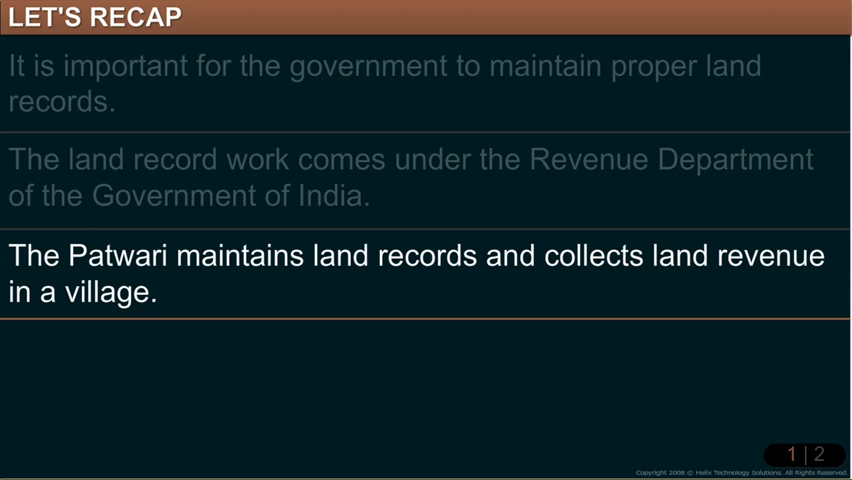 LET'S RECAP
It is important for the government to maintain proper land
records.
The land record work comes under the Revenue Department
of the Government of India.
The Patwari maintains land records and collects land revenue
in a village.
1 | 2
Copyright 2008 © Helix Technology Solutions. All Rights Reserved.